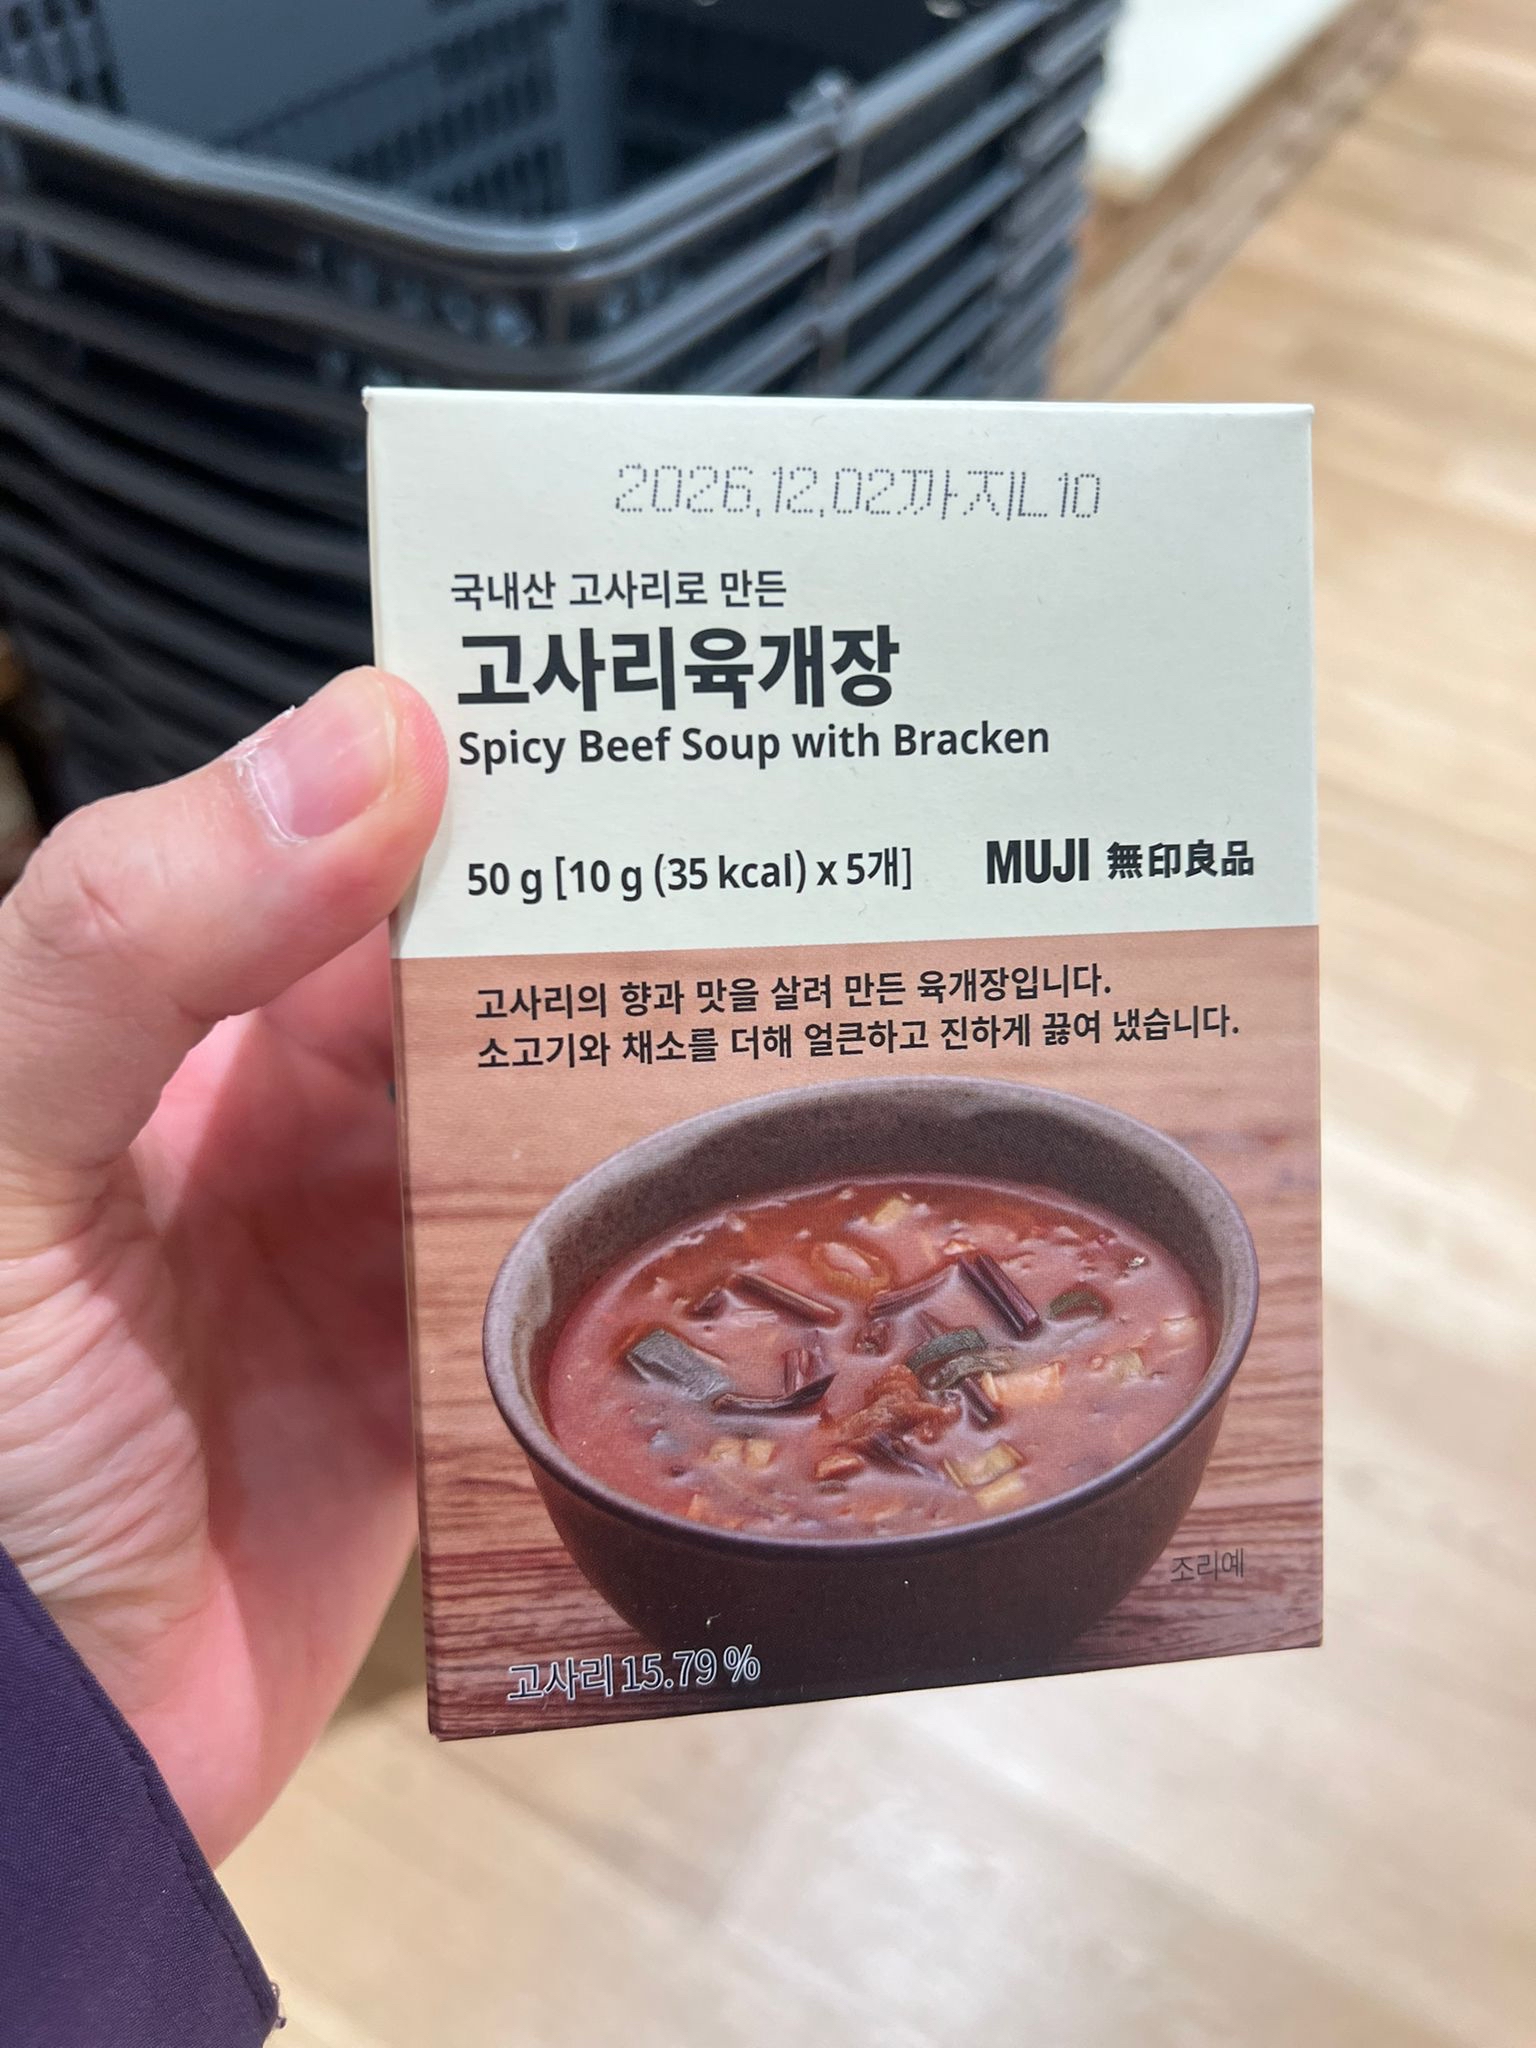 2026.12.02까지L10
국내산 고사리로 만든
고사리육개장
Spicy Beef Soup with Bracken
50 g [10 g (35 kcal) x 5개]
MUJI 無印良品
고사리의 향과 맛을 살려 만든 육개장입니다.
소고기와 채소를 더해 얼큰하고 진하게 끓여 냈습니다.
조리예
고사리 15.79 %